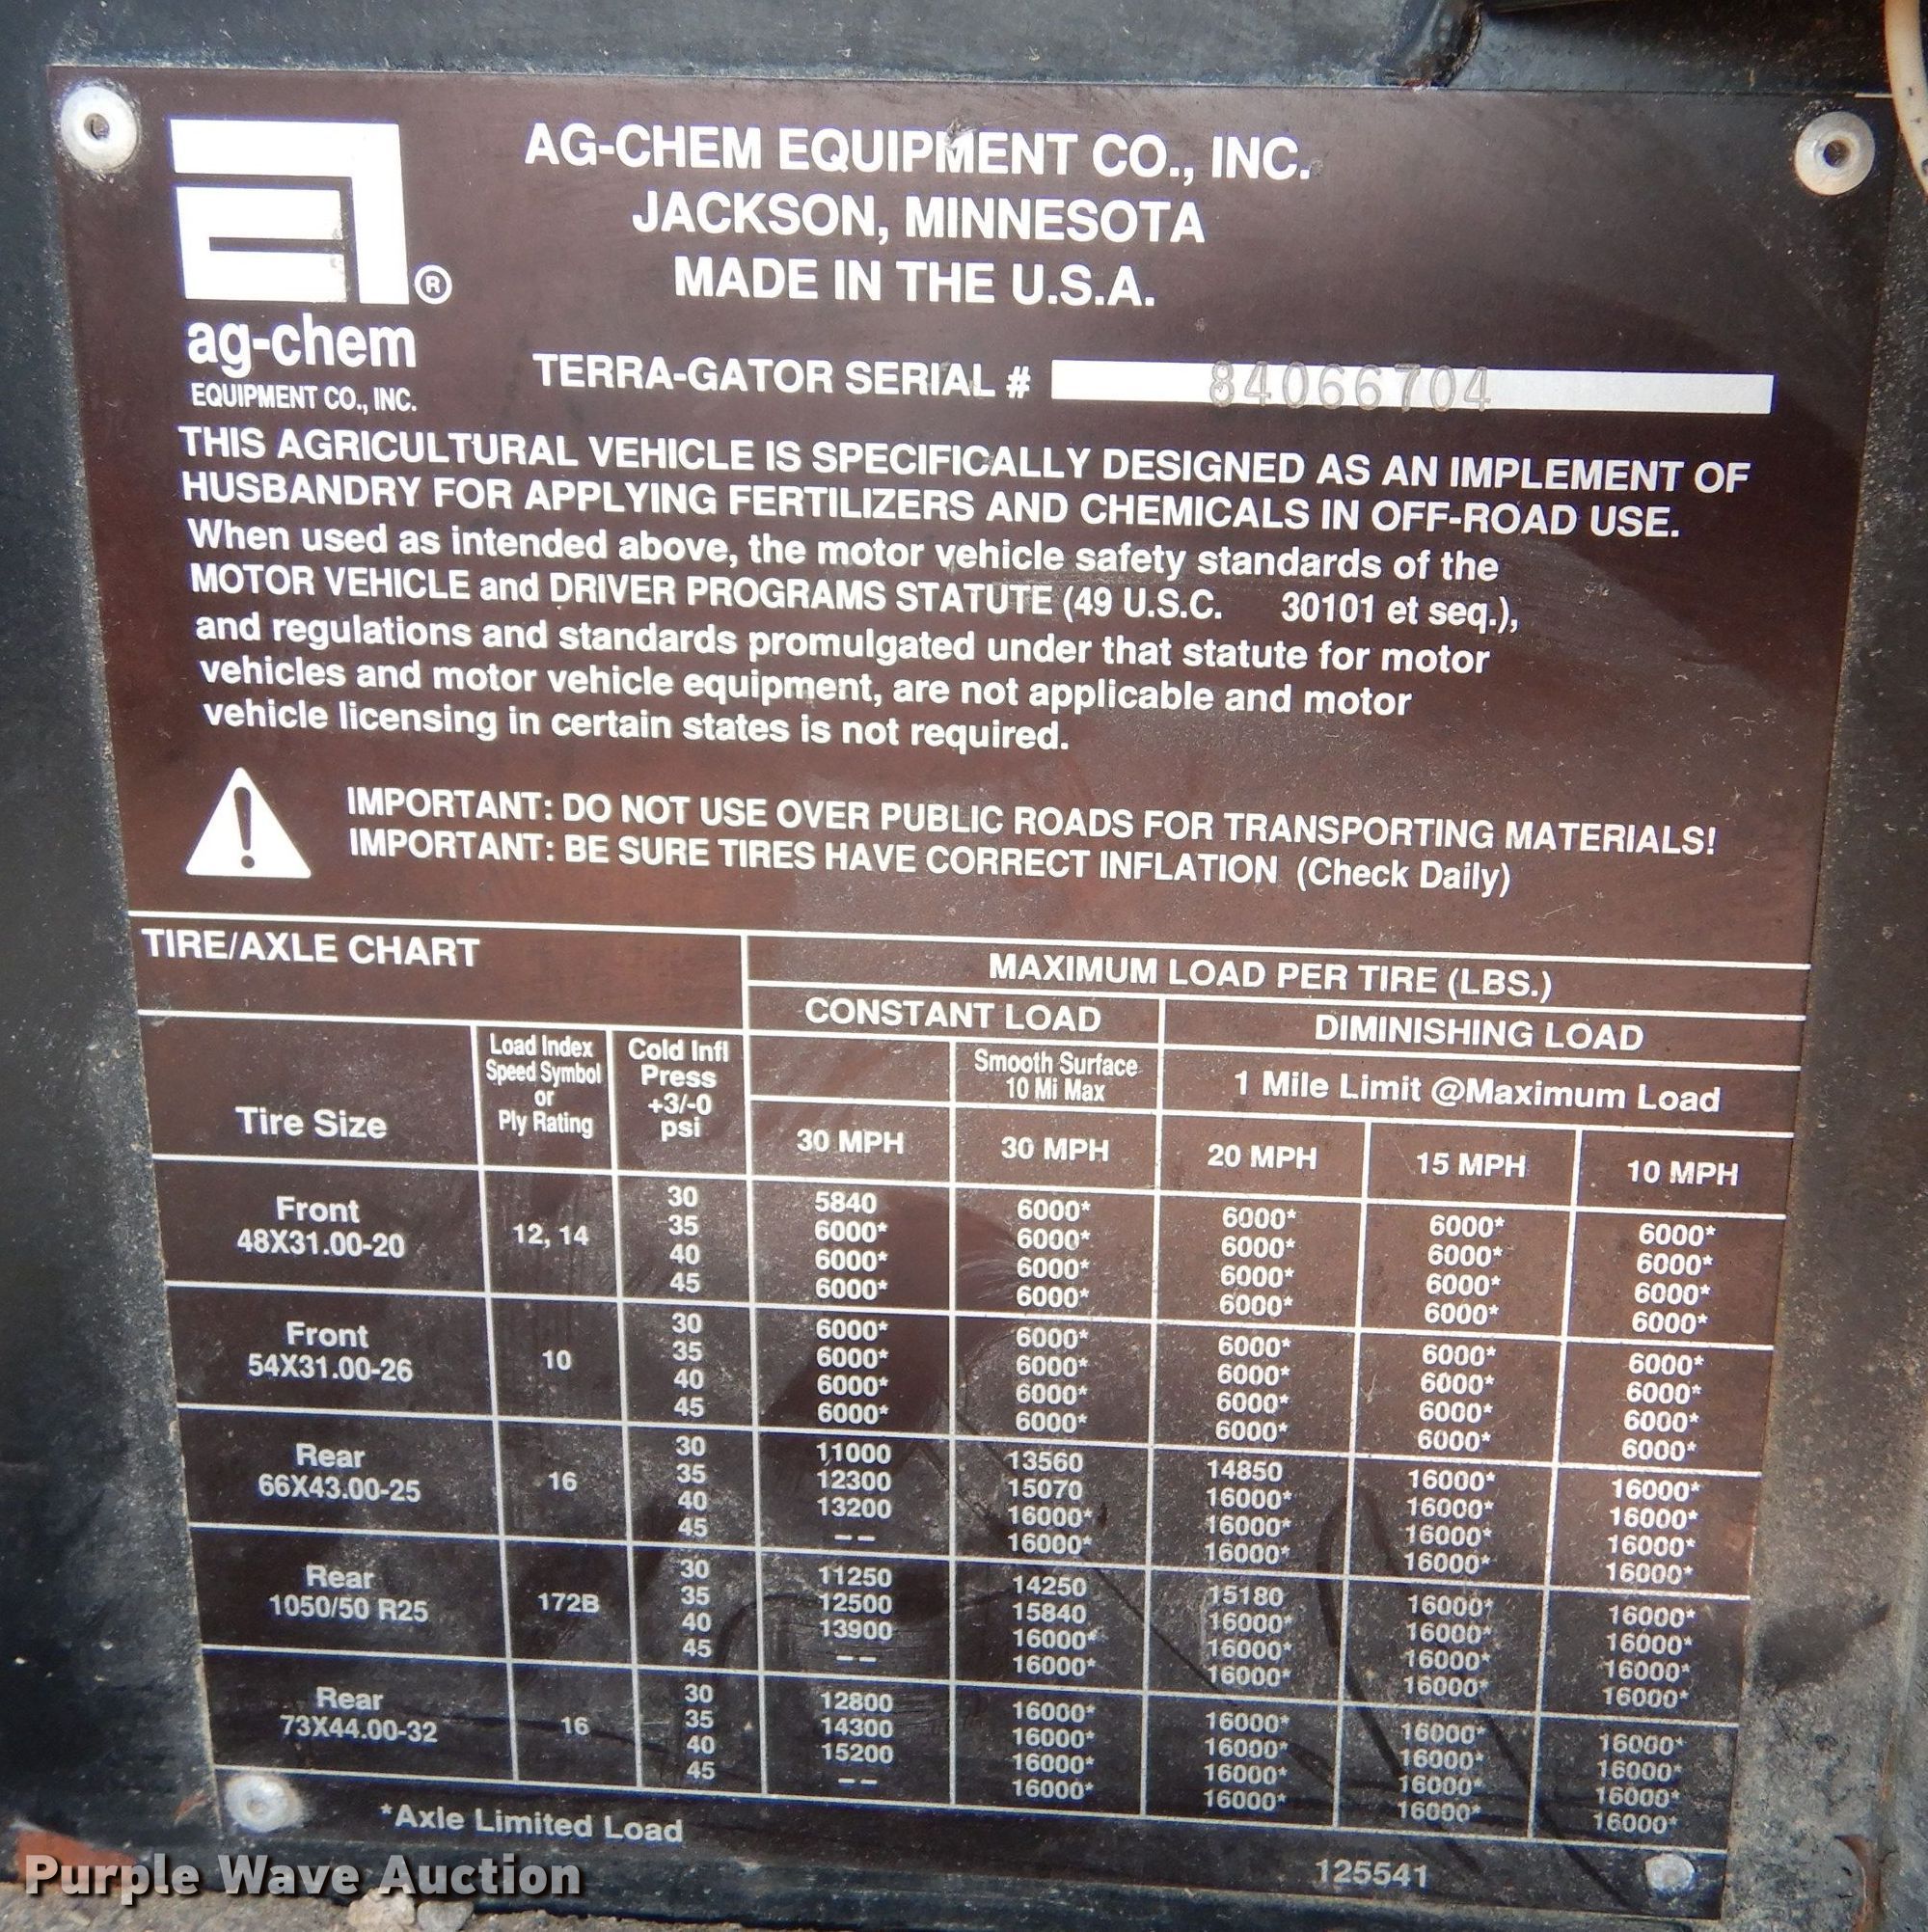 AG-CHEM EQUIPMENT CO., INC.
JACKSON, MINNESOTA
MADE IN THE U.S.A.
®
ag-chem
EQUIPMENT CO., INC.
TERRA-GATOR SERIAL # 84066704
THIS AGRICULTURAL VEHICLE IS SPECIFICALLY DESIGNED AS AN IMPLEMENT OF
HUSBANDRY FOR APPLYING FERTILIZERS AND CHEMICALS IN OFF-ROAD USE.
When used as intended above, the motor vehicle safety standards of the
MOTOR VEHICLE and DRIVER PROGRAMS STATUTE (49 U.S.C. 30101 et seq.),
and regulations and standards promulgated under that statute for motor
vehicles and motor vehicle equipment, are not applicable and motor
vehicle licensing in certain states is not required.
IMPORTANT: DO NOT USE OVER PUBLIC ROADS FOR TRANSPORTING MATERIALS!
IMPORTANT: BE SURE TIRES HAVE CORRECT INFLATION (Check Daily)
TIRE/AXLE CHART
MAXIMUM LOAD PER TIRE (LBS.)
CONSTANT LOAD
DIMINISHING LOAD
Tire Size
Load Index
Speed Symbol
or
Ply Rating
Cold Infl
Press
+3/-0
psi
Smooth Surface
10 Mi Max
1 Mile Limit @Maximum Load
30 MPH 30 MPH 20 MPH 15 MPH 10 MPH
Front
48X31.00-20
12, 14
30 5840 6000* 6000* 6000* 6000*
35 6000* 6000* 6000* 6000* 6000*
40 6000* 6000* 6000* 6000* 6000*
45 6000* 6000* 6000* 6000* 6000*
Front
54X31.00-26
10
30 6000* 6000* 6000* 6000* 6000*
35 6000* 6000* 6000* 6000* 6000*
40 6000* 6000* 6000* 6000* 6000*
45 6000* 6000* 6000* 6000* 6000*
Rear
66X43.00-25
16
30 11000 13560 14850 16000* 16000*
35 12300 15070 16000* 16000* 16000*
40 13200 16000* 16000* 16000* 16000*
45 -- 16000* 16000* 16000* 16000*
Rear
1050/50 R25
172B
30 11250 14250 15180 16000* 16000*
35 12500 15840 16000* 16000* 16000*
40 13900 16000* 16000* 16000* 16000*
45 -- 16000* 16000* 16000* 16000*
Rear
73X44.00-32
16
30 12800 16000* 16000* 16000* 16000*
35 14300 16000* 16000* 16000* 16000*
40 15200 16000* 16000* 16000* 16000*
45 -- 16000* 16000* 16000* 16000*
*Axle Limited Load
125541
Purple Wave Auction